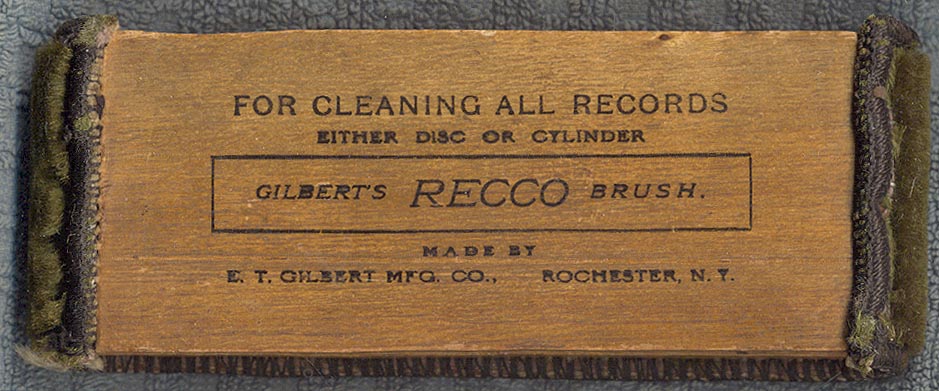 FOR CLEANING ALL RECORDS
EITHER DISC OR CYLINDER
GILBERT'S RECCO BRUSH.
MADE BY
E. T. GILBERT MFG. CO., ROCHESTER, N. Y.